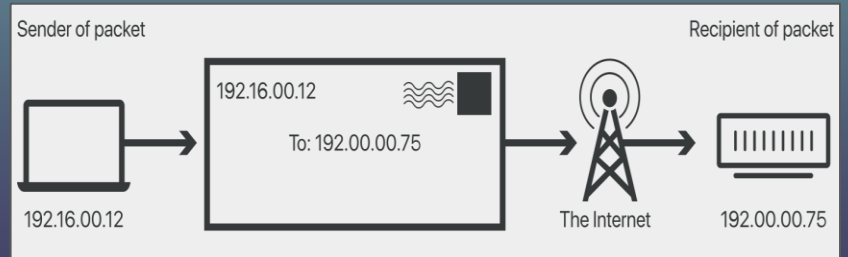 Sender of packet
Recipient of packet
192.16.00.12
To: 192.00.00.75
192.16.00.12
The Internet
192.00.00.75